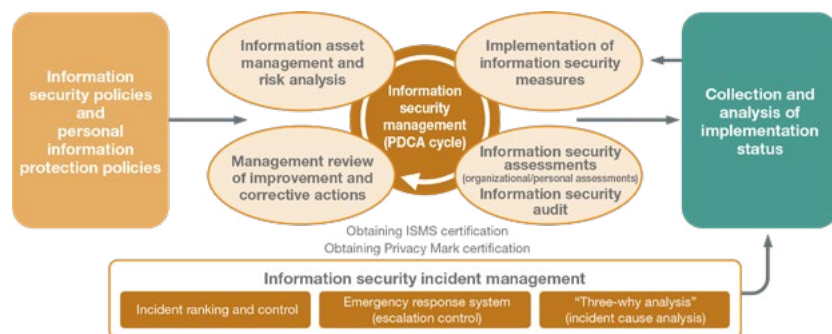 Information
security policies
and
personal
information
protection policies
Information asset
management and
risk analysis
Implementation of
information security
measures
Information
security
management
(PDCA cycle)
Management review
of improvement and
corrective actions
Information security
assessments
(organizational/personal assessments)
Information security
audit
Collection and
analysis of
implementation
status
Obtaining ISMS certification
Obtaining Privacy Mark certification
Information security incident management
Incident ranking and control
Emergency response system
(escalation control)
“Three-why analysis”
(incident cause analysis)